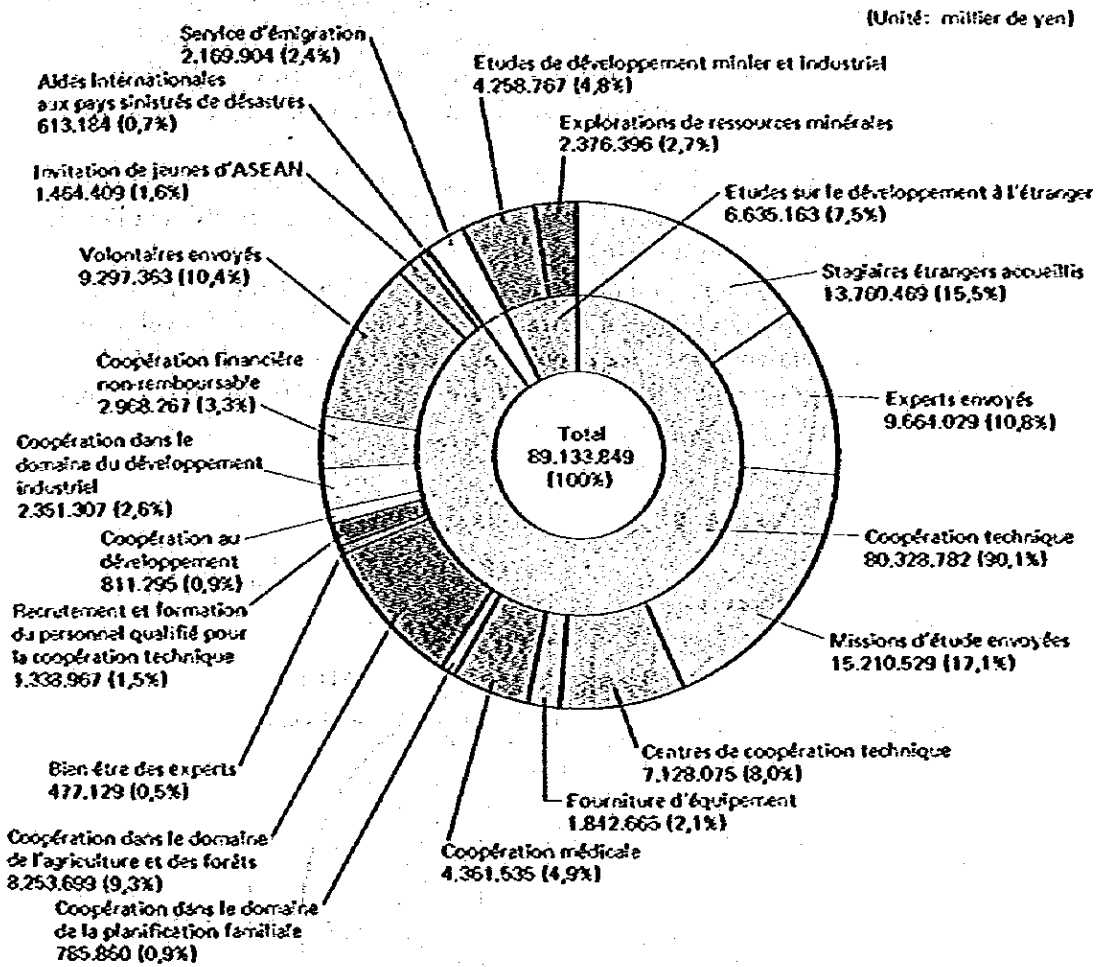 (Unité: millier de yen)
Service d'émigration
2.169.904 (2,4%)
Etudes de développement minier et industriel
4.258.767 (4,8%)
Aides internationales
aux pays sinistrés de désastres
613.184 (0,7%)
Explorations de ressources minérales
2.376.396 (2,7%)
Invitation de jeunes d'ASEAN
1.464.409 (1,6%)
Etudes sur le développement à l'étranger
6.635.163 (7,5%)
Volontaires envoyés
9.297.363 (10,4%)
Stagiaires étrangers accueillis
13.760.469 (15,5%)
Coopération financière
non-remboursable
2.968.267 (3,3%)
Experts envoyés
9.664.029 (10,8%)
Total
89.133.849
(100%)
Coopération dans le
domaine du développement
industriel
2.351.307 (2,6%)
Coopération technique
80.328.782 (90,1%)
Coopération au
développement
811.295 (0,9%)
Recrutement et formation
du personnel qualifié pour
la coopération technique
1.338.967 (1,5%)
Missions d'étude envoyées
15.210.529 (17,1%)
Centres de coopération technique
7.128.075 (8,0%)
Bien-être des experts
477.129 (0,5%)
Fourniture d'équipement
1.842.665 (2,1%)
Coopération médicale
4.361.635 (4,9%)
Coopération dans le domaine
de l'agriculture et des forêts
8.253.699 (9,3%)
Coopération dans le domaine
de la planification familiale
785.860 (0,9%)